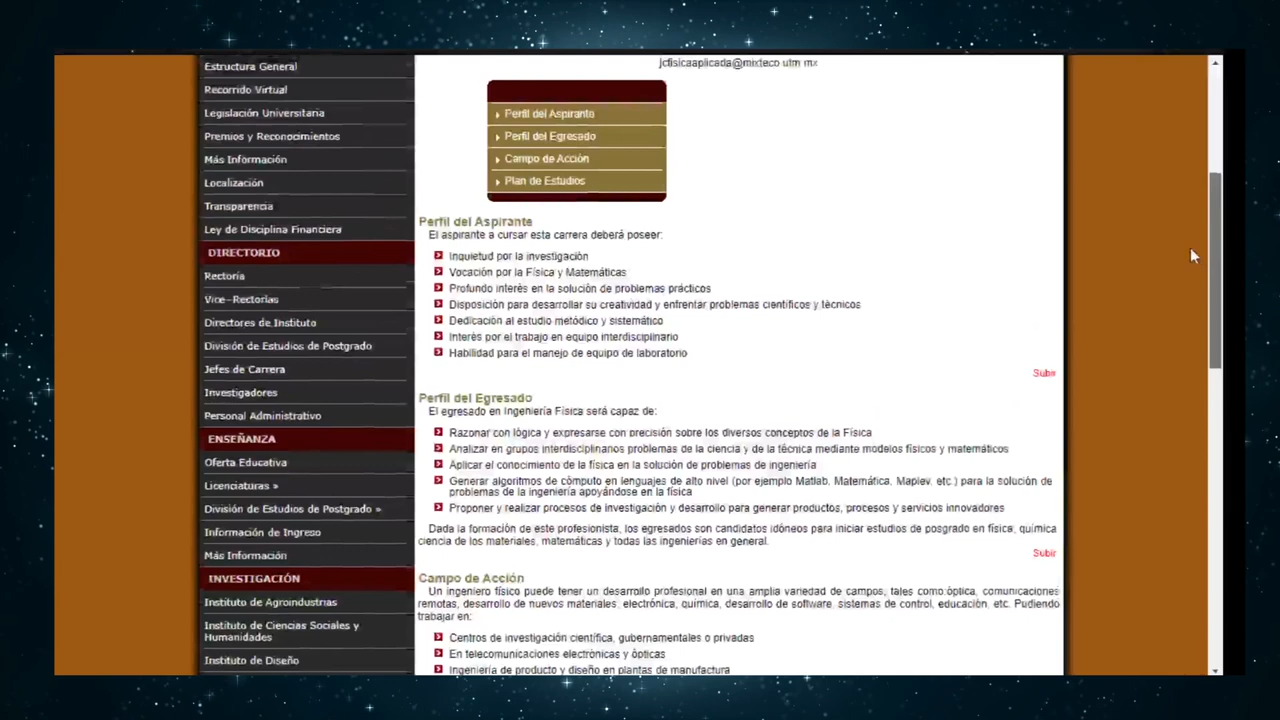 Estructura General
Recorrido Virtual
Legislación Universitaria
Premios y Reconocimientos
Más Información
Localización
Transparencia
Ley de Disciplina Financiera
DIRECTORIO
Rectoría
Vice-Rectorías
Directores de Instituto
División de Estudios de Postgrado
Jefes de Carrera
Investigadores
Personal Administrativo
ENSEÑANZA
Oferta Educativa
Licenciaturas »
División de Estudios de Postgrado »
Información de Ingreso
Más Información
INVESTIGACIÓN
Instituto de Agroindustrias
Instituto de Ciencias Sociales y
Humanidades
Instituto de Diseño
jcfisicaaplicada@mixteco.utm.mx
Perfil del Aspirante
Perfil del Egresado
Campo de Acción
Plan de Estudios
Perfil del Aspirante
El aspirante a cursar esta carrera deberá poseer:
Inquietud por la investigación
Vocación por la Física y Matemáticas
Profundo interés en la solución de problemas prácticos
Disposición para desarrollar su creatividad y enfrentar problemas científicos y técnicos
Dedicación al estudio metódico y sistemático
Interés por el trabajo en equipo interdisciplinario
Habilidad para el manejo de equipo de laboratorio
Subir
Perfil del Egresado
El egresado en Ingeniería Física será capaz de:
Razonar con lógica y expresarse con precisión sobre los diversos conceptos de la Física
Analizar en grupos interdisciplinarios problemas de la ciencia y de la técnica mediante modelos físicos y matemáticos
Aplicar el conocimiento de la física en la solución de problemas de ingeniería
Generar algoritmos de cómputo en lenguajes de alto nivel (por ejemplo Matlab, Matemática, Maplev, etc.) para la solución de
problemas de la ingeniería apoyándose en la física
Proponer y realizar procesos de investigación y desarrollo para generar productos, procesos y servicios innovadores
Dada la formación de este profesionista, los egresados son candidatos idóneos para iniciar estudios de posgrado en física, química
ciencia de los materiales, matemáticas y todas las ingenierías en general.
Subir
Campo de Acción
Un ingeniero físico puede tener un desarrollo profesional en una amplia variedad de campos, tales como:óptica, comunicaciones
remotas, desarrollo de nuevos materiales, electrónica, química, desarrollo de software, sistemas de control, educación, etc. Pudiendo
trabajar en:
Centros de investigación científica, gubernamentales o privadas
En telecomunicaciones electrónicas y ópticas
Ingeniería de producto y diseño en plantas de manufactura